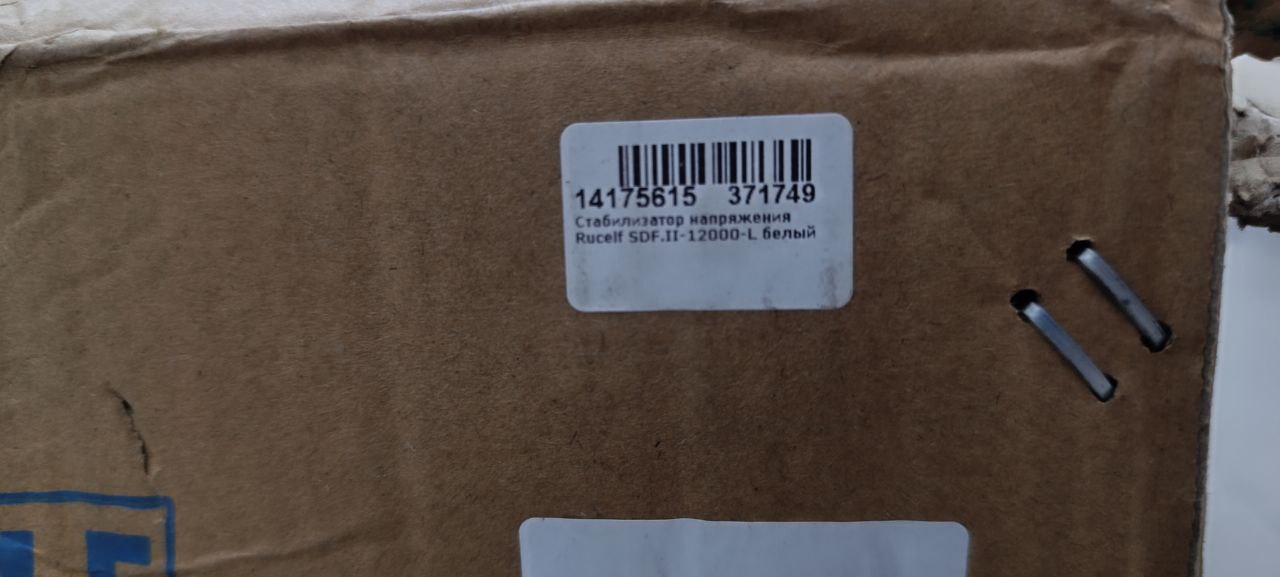 14175615 371749
Стабилизатор напряжения
Rucelf SDF.II-12000-L белый